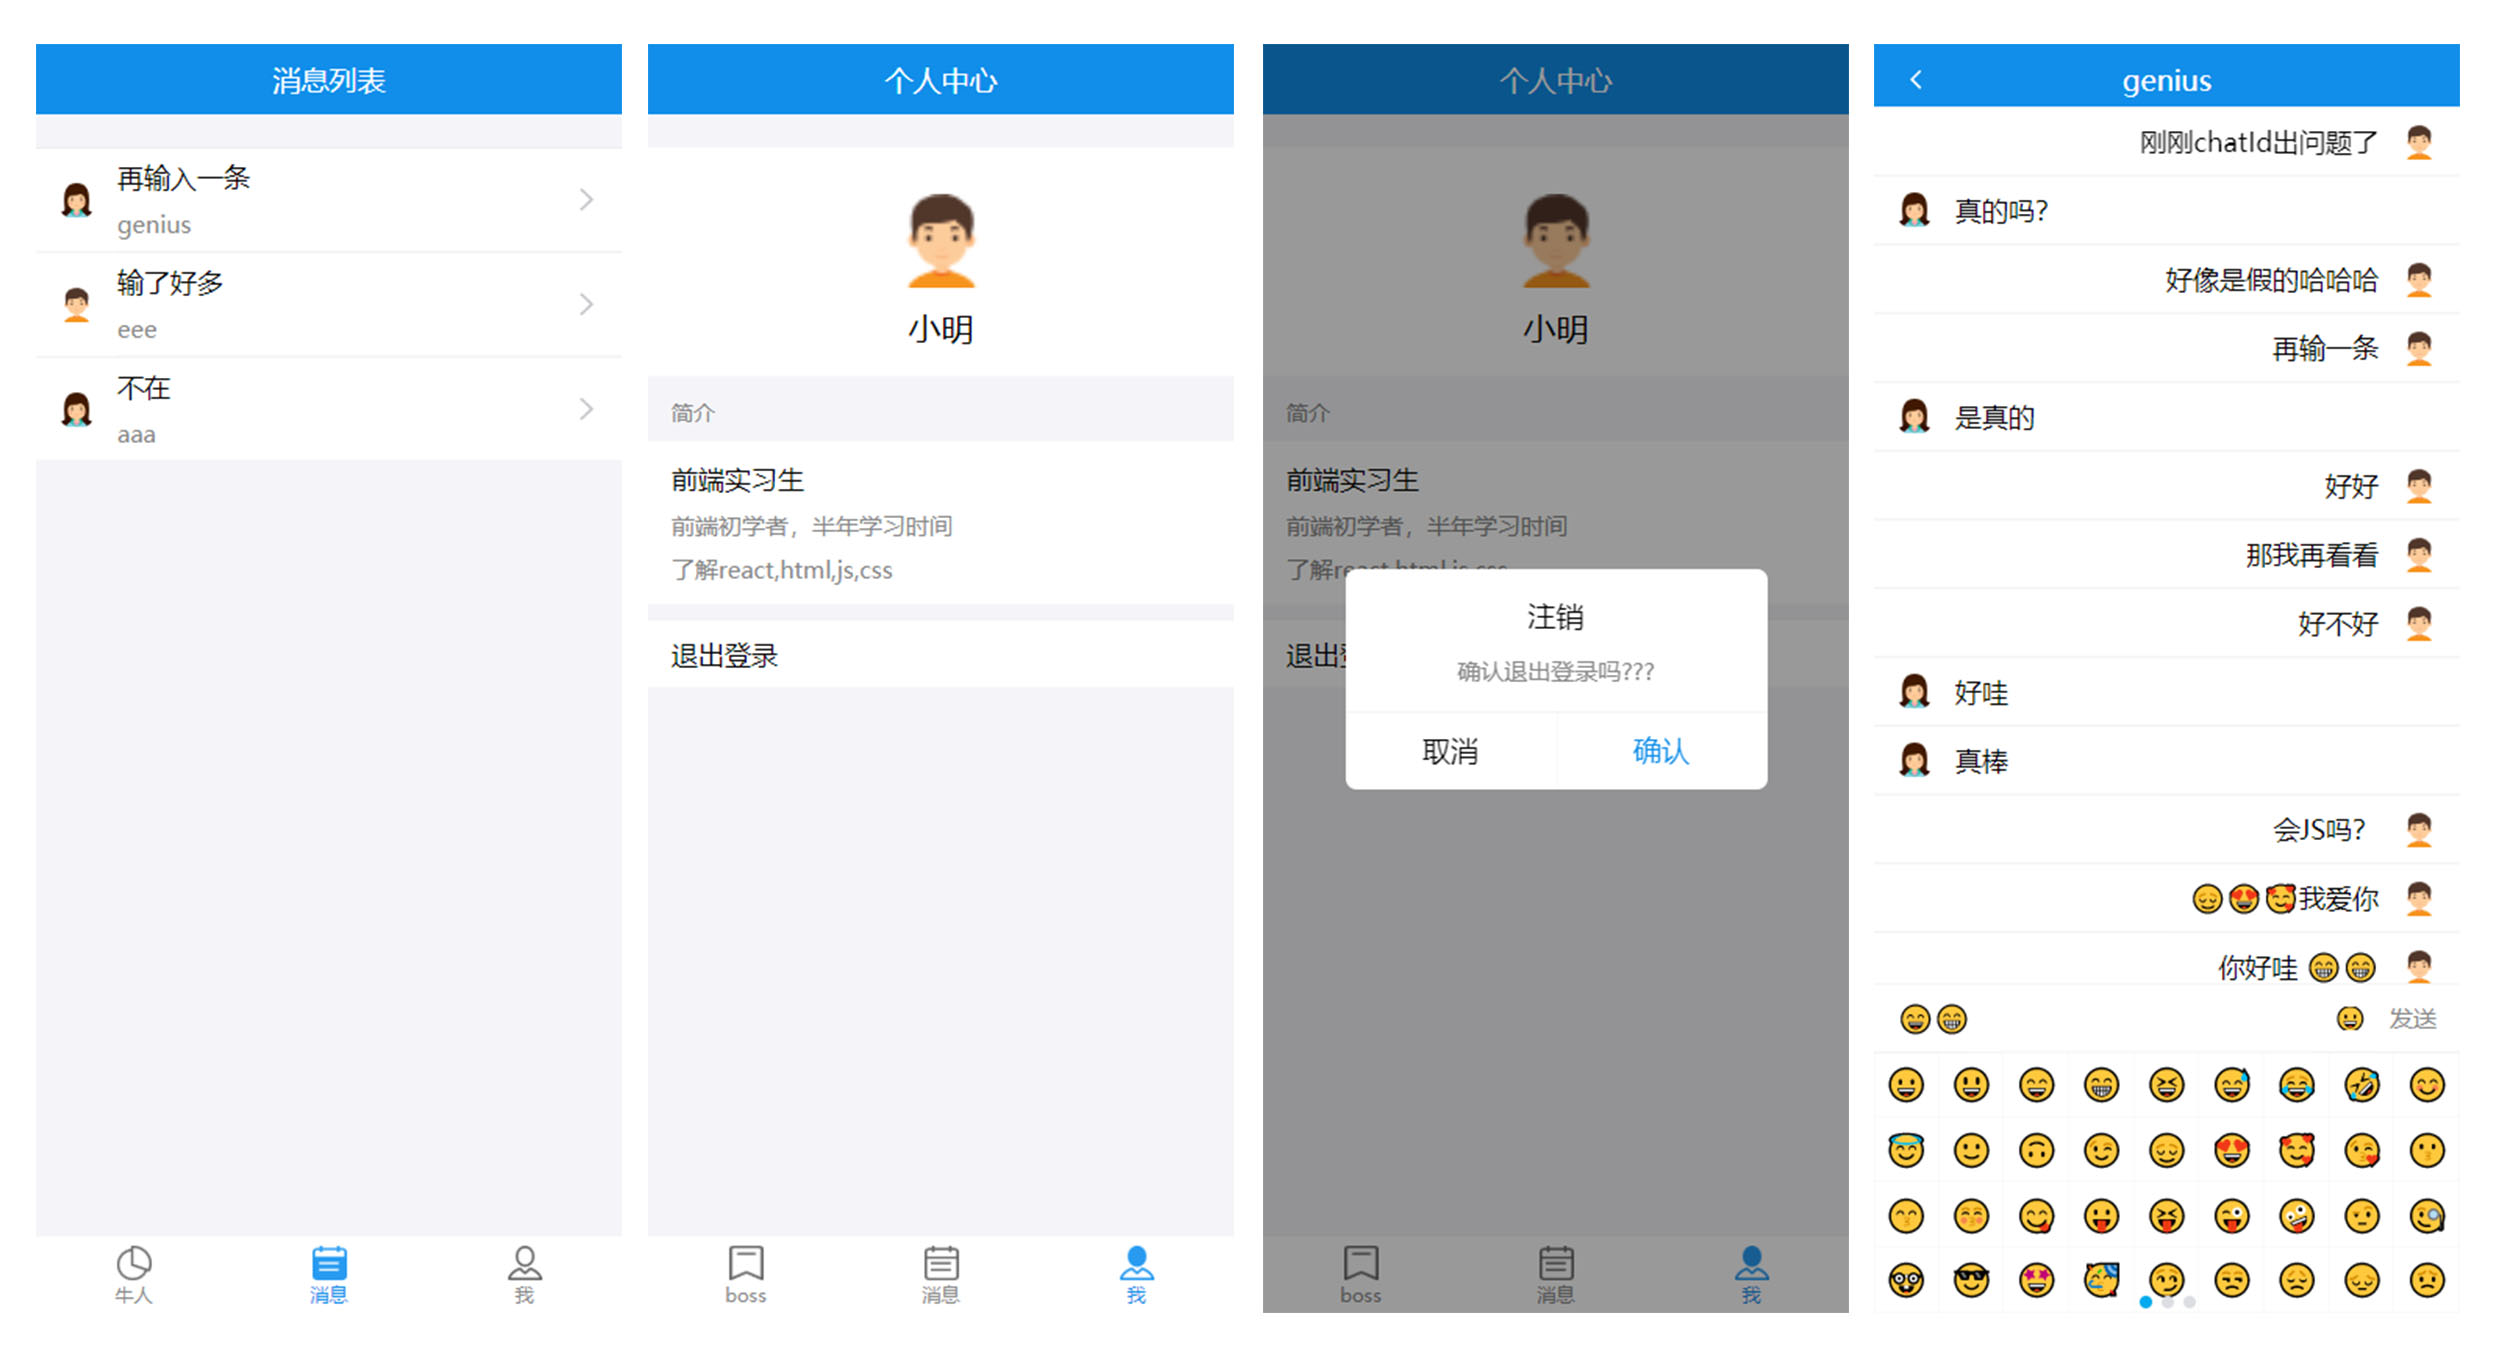 消息列表
再输入一条
genius
输了好多
eee
不在
aaa
牛人
消息
我
个人中心
小明
简介
前端实习生
前端初学者，半年学习时间
了解react,html,js,css
退出登录
boss
消息
我
个人中心
小明
简介
前端实习生
前端初学者，半年学习时间
了解react,html,js,css
注销
确认退出登录吗???
退出登
取消
确认
boss
消息
我
genius
刚刚chatId出问题了
真的吗？
好像是假的哈哈哈
再输一条
是真的
好好
那我再看看
好不好
好哇
真棒
会JS吗？
😌😍🥰我爱你
你好哇 😁😁
😄😁
发送